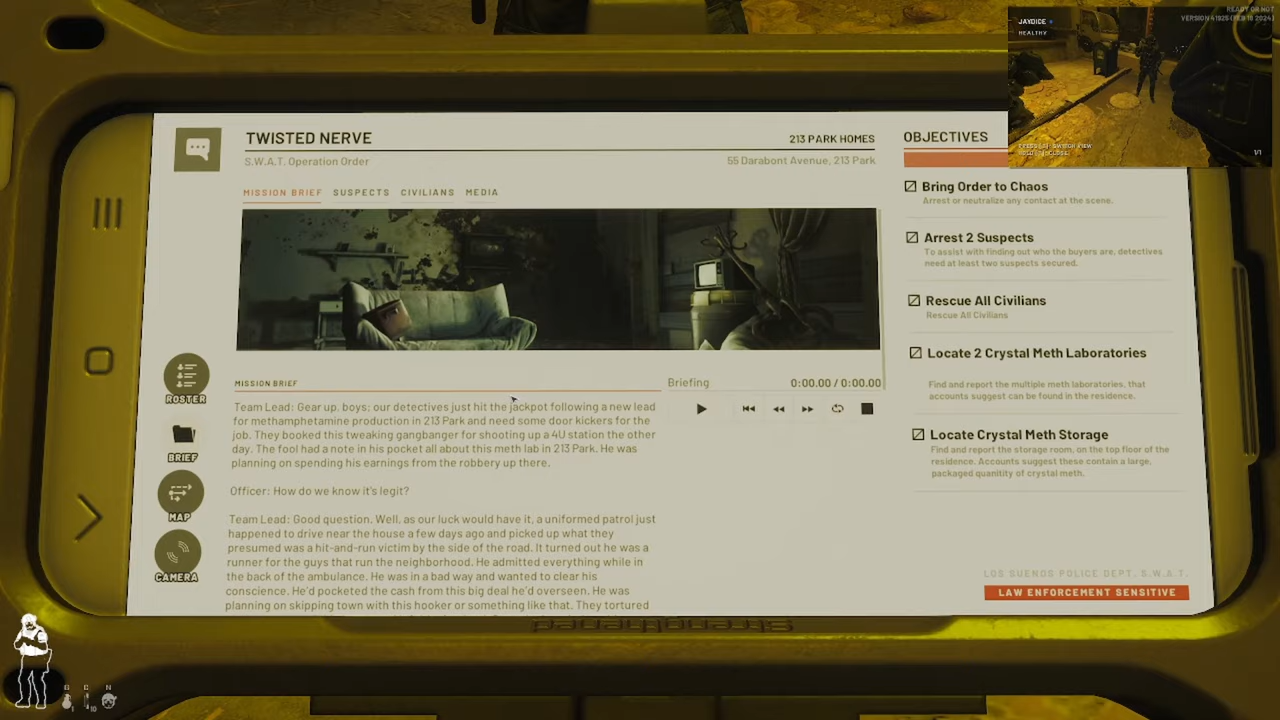 TWISTED NERVE
213 PARK HOMES
S.W.A.T. Operation Order
55 Darabont Avenue, 213 Park
MISSION BRIEF
SUSPECTS
CIVILIANS
MEDIA
MISSION BRIEF
Team Lead: Gear up, boys; our detectives just hit the jackpot following a new lead
for methamphetamine production in 213 Park and need some door kickers for the
job. They booked this tweaking gangbanger for shooting up a 4U station the other
day. The fool had a note in his pocket all about this meth lab in 213 Park. He was
planning on spending his earnings from the robbery up there.
Officer: How do we know it's legit?
Team Lead: Good question. Well, as our luck would have it, a uniformed patrol just
happened to drive near the house a few days ago and picked up what they
presumed was a hit-and-run victim by the side of the road. It turned out he was a
runner for the guys that run the neighborhood. He admitted everything while in
the back of the ambulance. He was in a bad way and wanted to clear his
conscience. He'd pocketed the cash from this big deal he'd overseen. He was
planning on skipping town with this hooker or something like that. They tortured
Briefing
0:00.00 / 0:00.00
OBJECTIVES
Bring Order to Chaos
Arrest or neutralize any contact at the scene.
Arrest 2 Suspects
To assist with finding out who the buyers are, detectives
need at least two suspects secured.
Rescue All Civilians
Rescue All Civilians
Locate 2 Crystal Meth Laboratories
Find and report the multiple meth laboratories, that
accounts suggest can be found in the residence.
Locate Crystal Meth Storage
Find and report the storage room, on the top floor of the
residence. Accounts suggest these contain a large,
packaged quanitity of crystal meth.
LOS SUENOS POLICE DEPT. S.W.A.T.
LAW ENFORCEMENT SENSITIVE
ROSTER
BRIEF
MAP
CAMERA
JAYDICE
HEALTHY
READY OR NOT
1/1